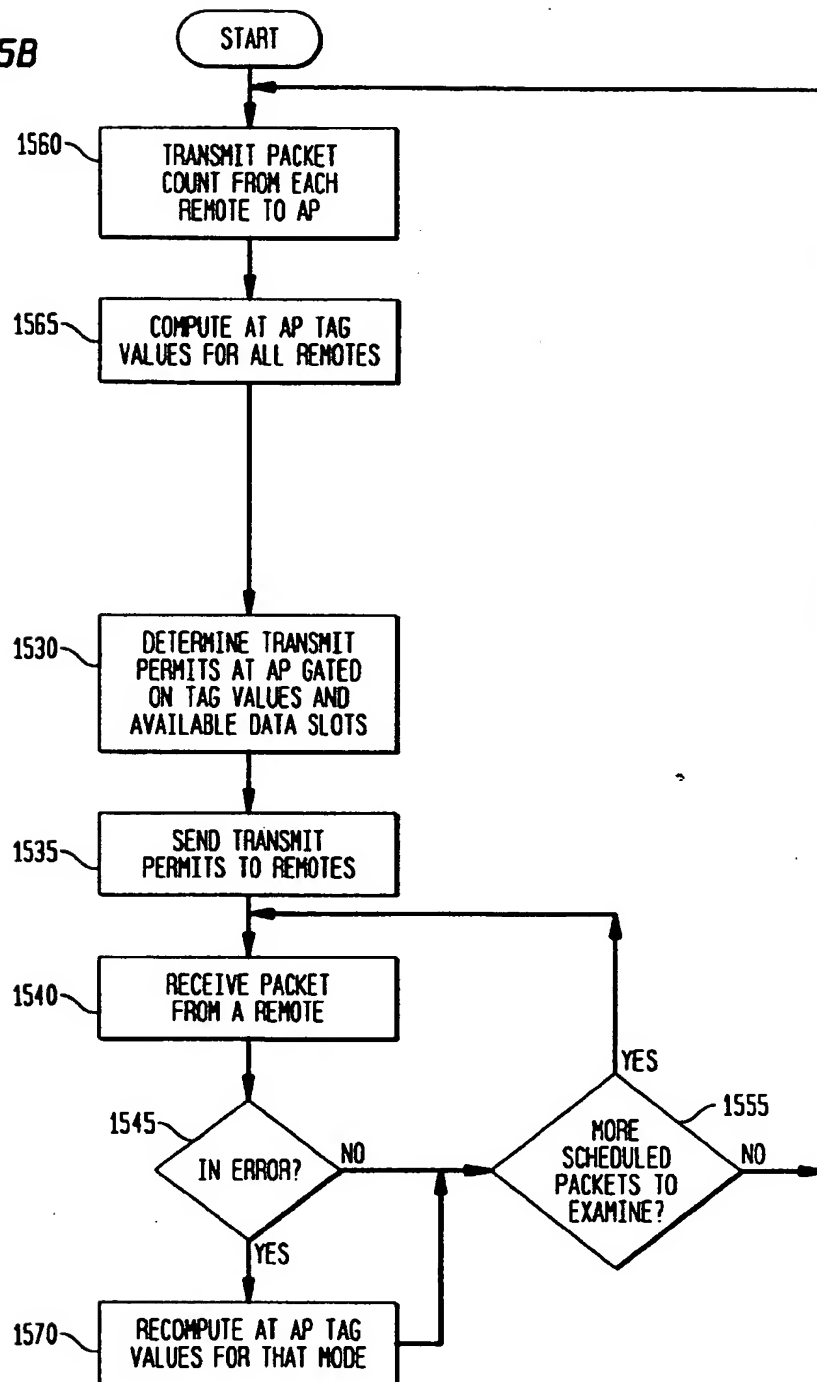 5B
START
1560
TRANSMIT PACKET
COUNT FROM EACH
REMOTE TO AP
1565
COMPUTE AT AP TAG
VALUES FOR ALL REMOTES
1530
DETERMINE TRANSMIT
PERMITS AT AP GATED
ON TAG VALUES AND
AVAILABLE DATA SLOTS
1535
SEND TRANSMIT
PERMITS TO REMOTES
1540
RECEIVE PACKET
FROM A REMOTE
YES
1545
IN ERROR?
NO
1555
MORE
SCHEDULED
PACKETS TO
EXAMINE?
NO
YES
1570
RECOMPUTE AT AP TAG
VALUES FOR THAT MODE